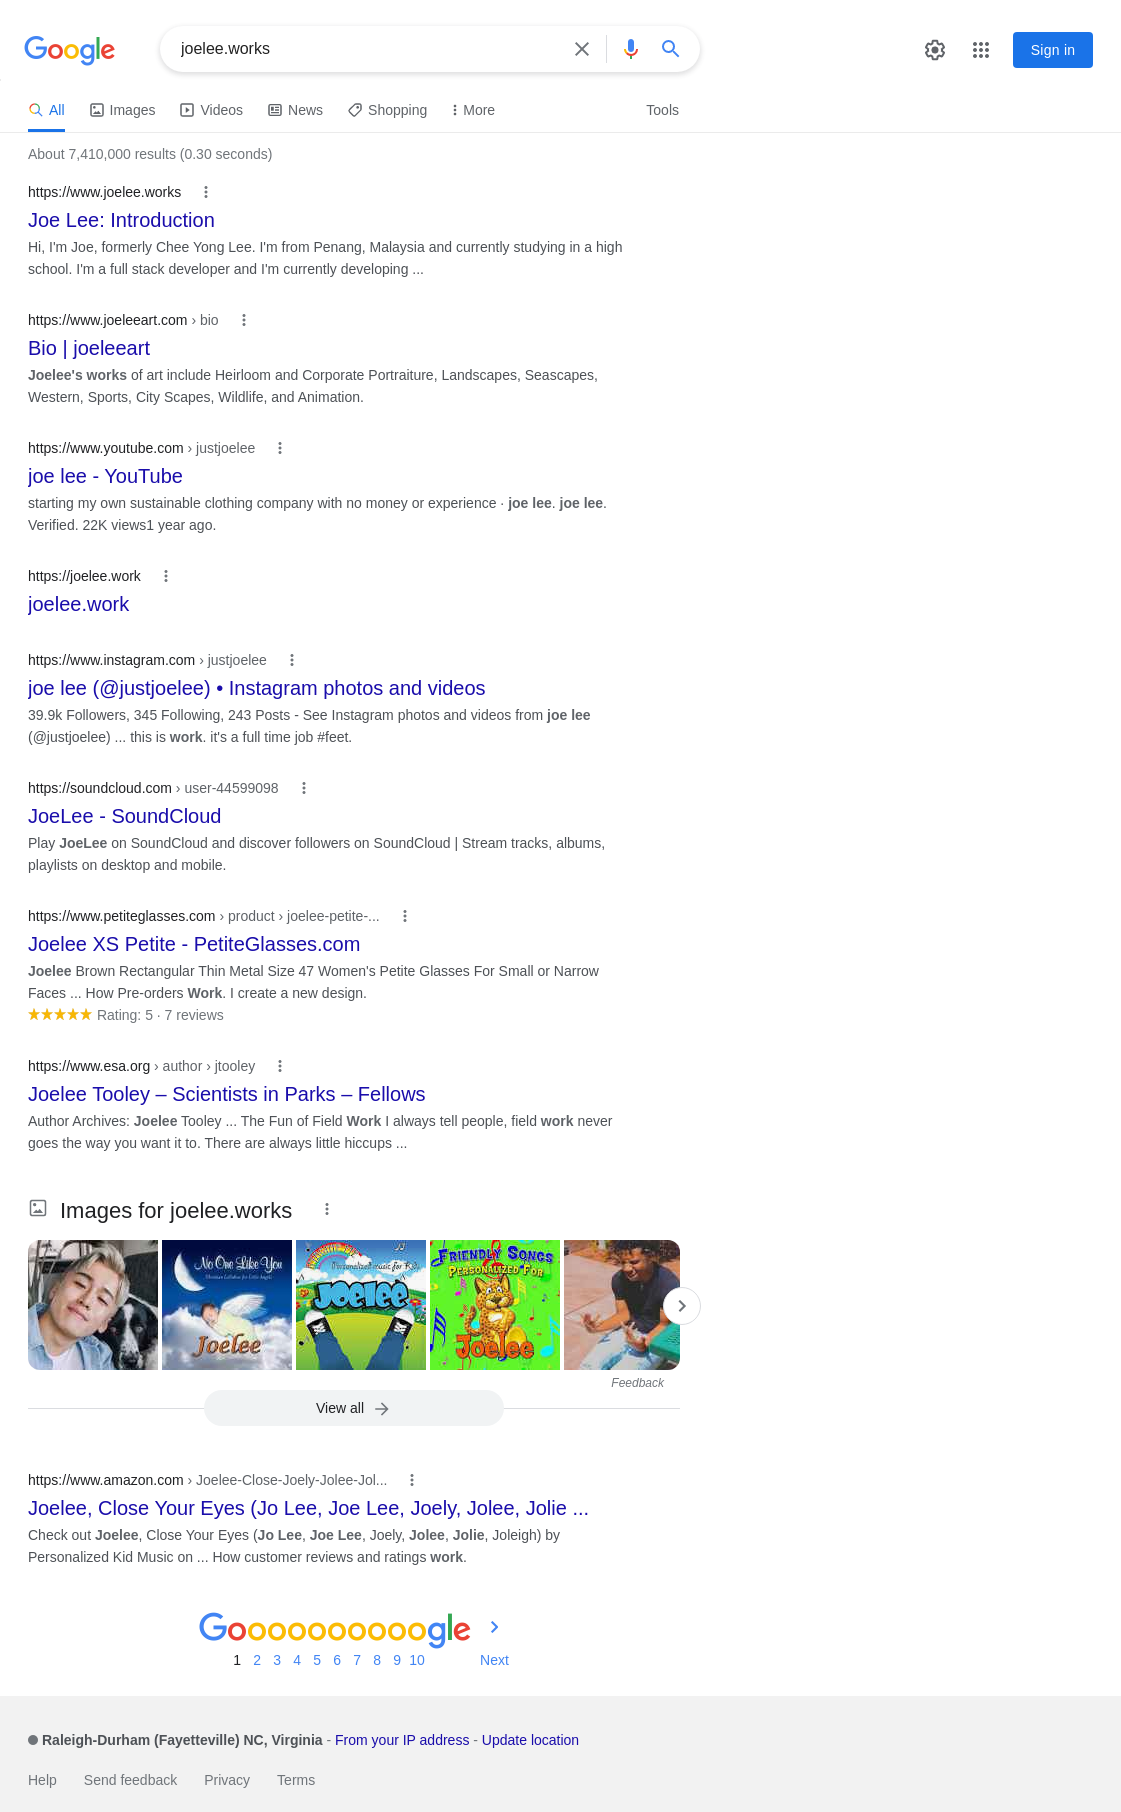 Google
joelee.works
Sign in
All Images Videos News Shopping More Tools
About 7,410,000 results (0.30 seconds)
https://www.joelee.works
Joe Lee: Introduction
Hi, I'm Joe, formerly Chee Yong Lee. I'm from Penang, Malaysia and currently studying in a high
school. I'm a full stack developer and I'm currently developing ...
https://www.joeleeart.com › bio
Bio | joeleeart
Joelee's works of art include Heirloom and Corporate Portraiture, Landscapes, Seascapes,
Western, Sports, City Scapes, Wildlife, and Animation.
https://www.youtube.com › justjoelee
joe lee - YouTube
starting my own sustainable clothing company with no money or experience · joe lee. joe lee.
Verified. 22K views1 year ago.
https://joelee.work
joelee.work
https://www.instagram.com › justjoelee
joe lee (@justjoelee) • Instagram photos and videos
39.9k Followers, 345 Following, 243 Posts - See Instagram photos and videos from joe lee
(@justjoelee) ... this is work. it's a full time job #feet.
https://soundcloud.com › user-44599098
JoeLee - SoundCloud
Play JoeLee on SoundCloud and discover followers on SoundCloud | Stream tracks, albums,
playlists on desktop and mobile.
https://www.petiteglasses.com › product › joelee-petite-...
Joelee XS Petite - PetiteGlasses.com
Joelee Brown Rectangular Thin Metal Size 47 Women's Petite Glasses For Small or Narrow
Faces ... How Pre-orders Work. I create a new design.
Rating: 5 · 7 reviews
https://www.esa.org › author › jtooley
Joelee Tooley – Scientists in Parks – Fellows
Author Archives: Joelee Tooley ... The Fun of Field Work I always tell people, field work never
goes the way you want it to. There are always little hiccups ...
Images for joelee.works
No One Like You
Christian Lullabies for Little Angels
Joelee
Personalized music for Kids
Joelee
FRIENDLY SONGS
PERSONALIZED FOR
Joelee
Feedback
View all
https://www.amazon.com › Joelee-Close-Joely-Jolee-Jol...
Joelee, Close Your Eyes (Jo Lee, Joe Lee, Joely, Jolee, Jolie ...
Check out Joelee, Close Your Eyes (Jo Lee, Joe Lee, Joely, Jolee, Jolie, Joleigh) by
Personalized Kid Music on ... How customer reviews and ratings work.
Goooooooooogle
1 2 3 4 5 6 7 8 9 10 Next
Raleigh-Durham (Fayetteville) NC, Virginia - From your IP address - Update location
Help Send feedback Privacy Terms